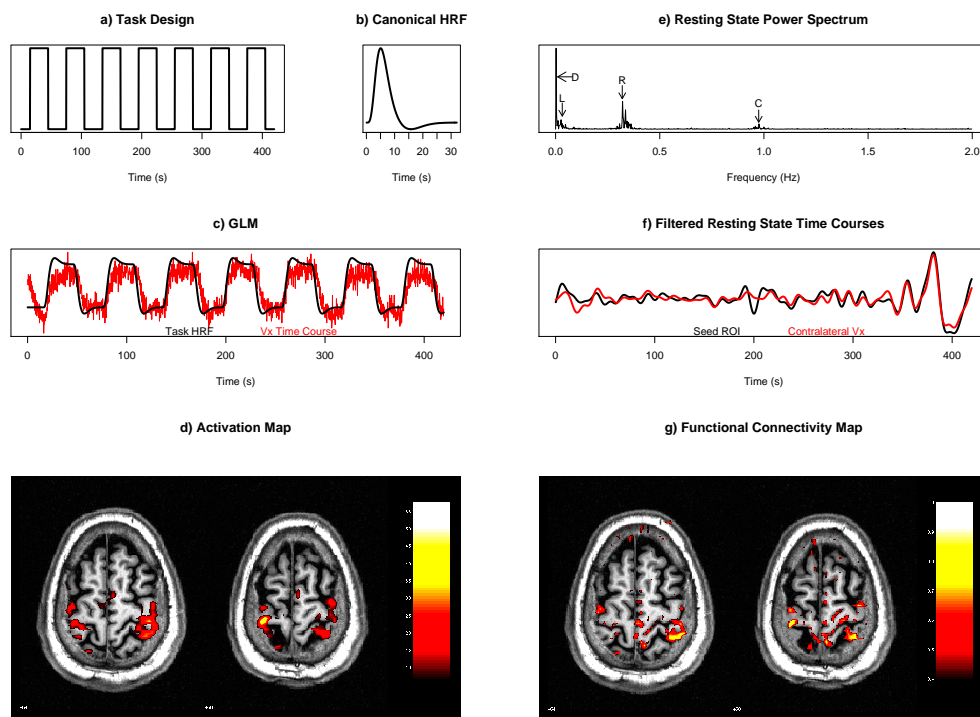 a) Task Design
0 100 200 300 400
Time (s)
b) Canonical HRF
0 10 20 30
Time (s)
e) Resting State Power Spectrum
D
L
R
C
0.0 0.5 1.0 1.5 2.0
Frequency (Hz)
c) GLM
Task HRF Vx Time Course
0 100 200 300 400
Time (s)
f) Filtered Resting State Time Courses
Seed ROI Contralateral Vx
0 100 200 300 400
Time (s)
d) Activation Map
g) Functional Connectivity Map